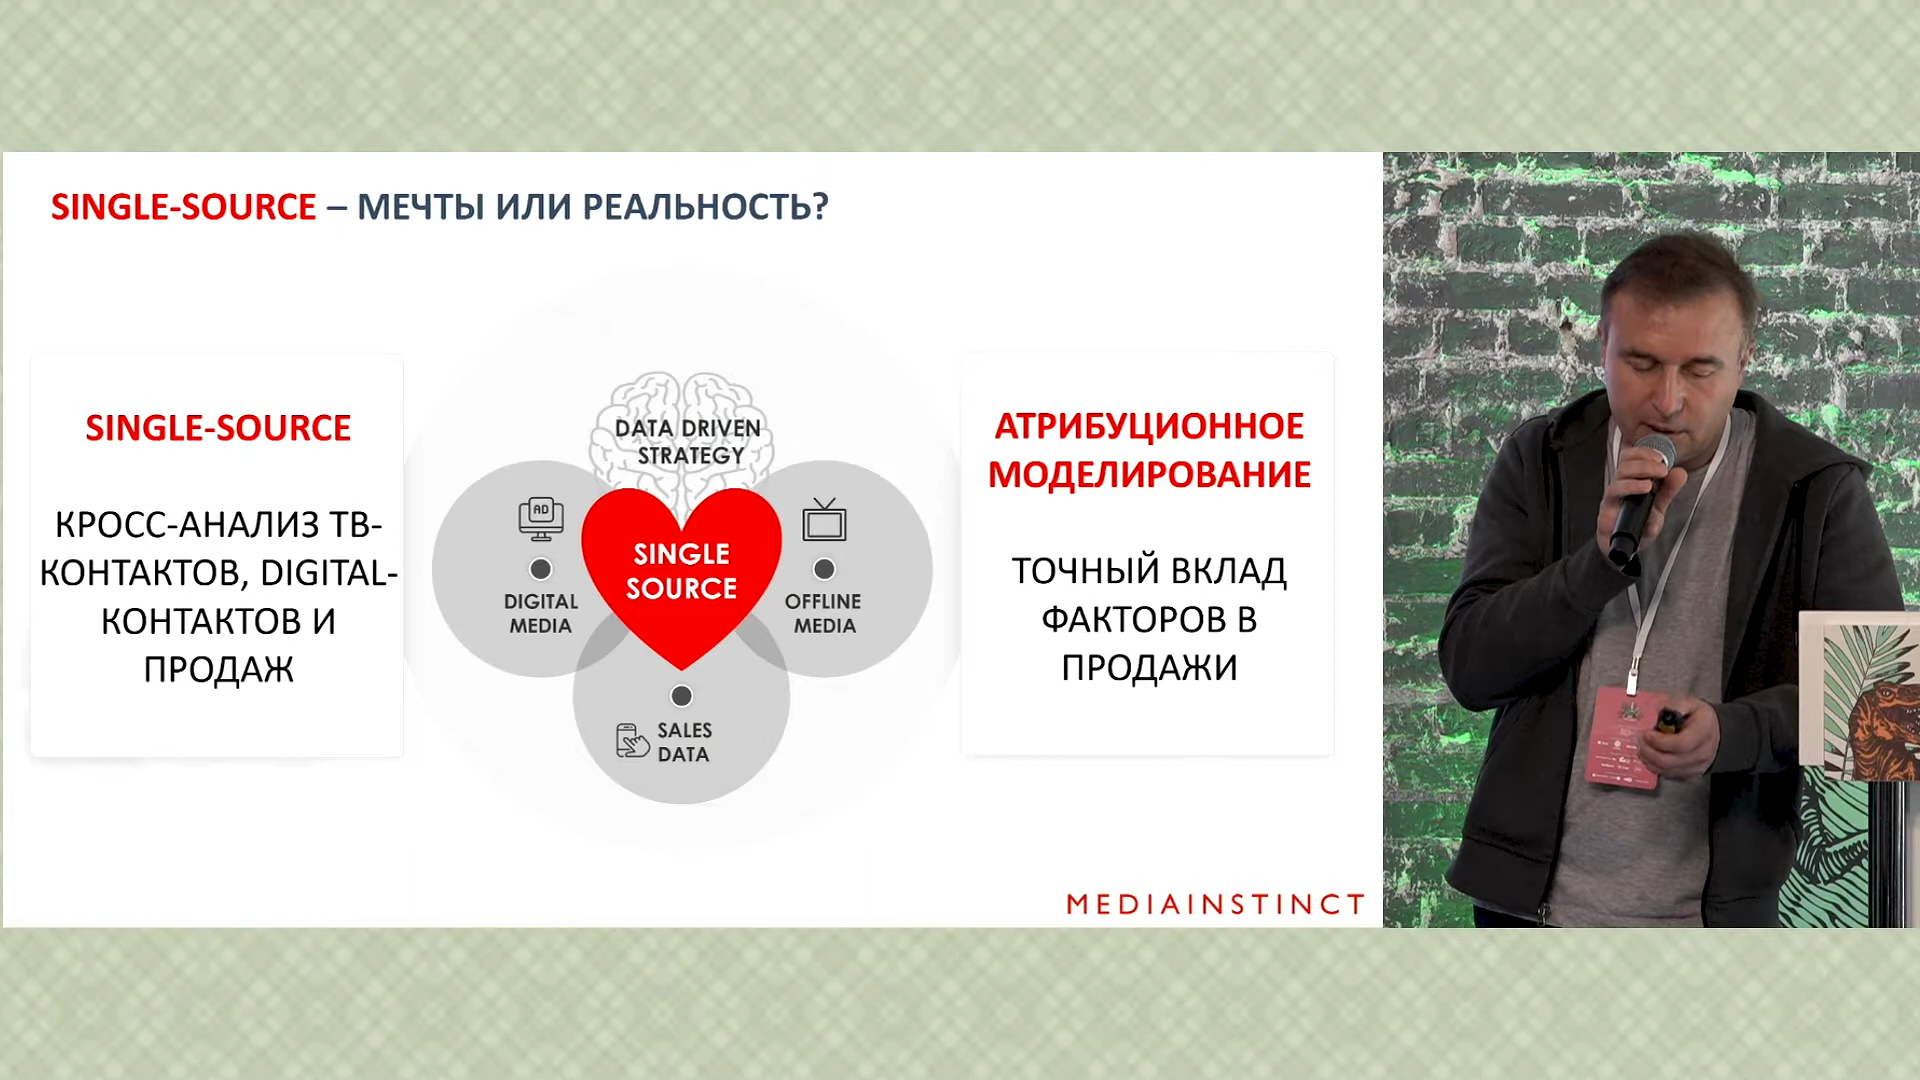 SINGLE-SOURCE – МЕЧТЫ ИЛИ РЕАЛЬНОСТЬ?
SINGLE-SOURCE
КРОСС-АНАЛИЗ ТВ-
КОНТАКТОВ, DIGITAL-
КОНТАКТОВ И
ПРОДАЖ
DATA DRIVEN
STRATEGY
AD
DIGITAL
MEDIA
SINGLE
SOURCE
OFFLINE
MEDIA
SALES
DATA
АТРИБУЦИОННОЕ
МОДЕЛИРОВАНИЕ
ТОЧНЫЙ ВКЛАД
ФАКТОРОВ В
ПРОДАЖИ
MEDIAINSTINCT